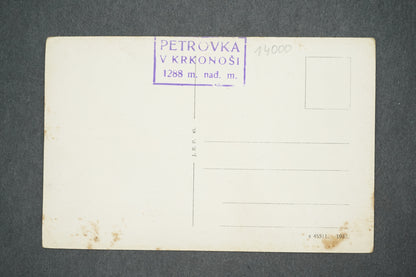 PETROVKA
V KRKONOŠI
1288 m. nad. m.
14000